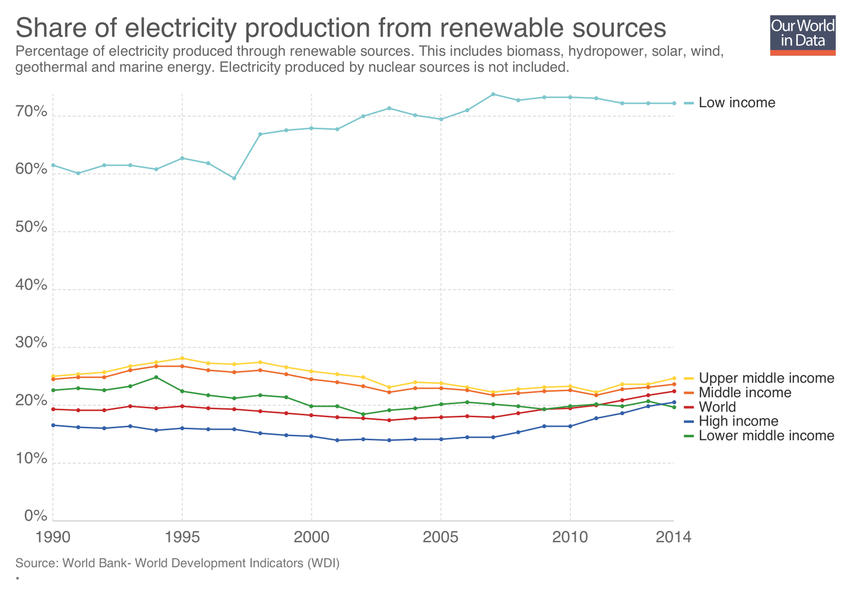 Share of electricity production from renewable sources
Percentage of electricity produced through renewable sources. This includes biomass, hydropower, solar, wind,
geothermal and marine energy. Electricity produced by nuclear sources is not included.
Our World
in Data
70%
60%
50%
40%
30%
20%
10%
0%
Low income
Upper middle income
Middle income
World
High income
Lower middle income
1990 1995 2000 2005 2010 2014
Source: World Bank- World Development Indicators (WDI)